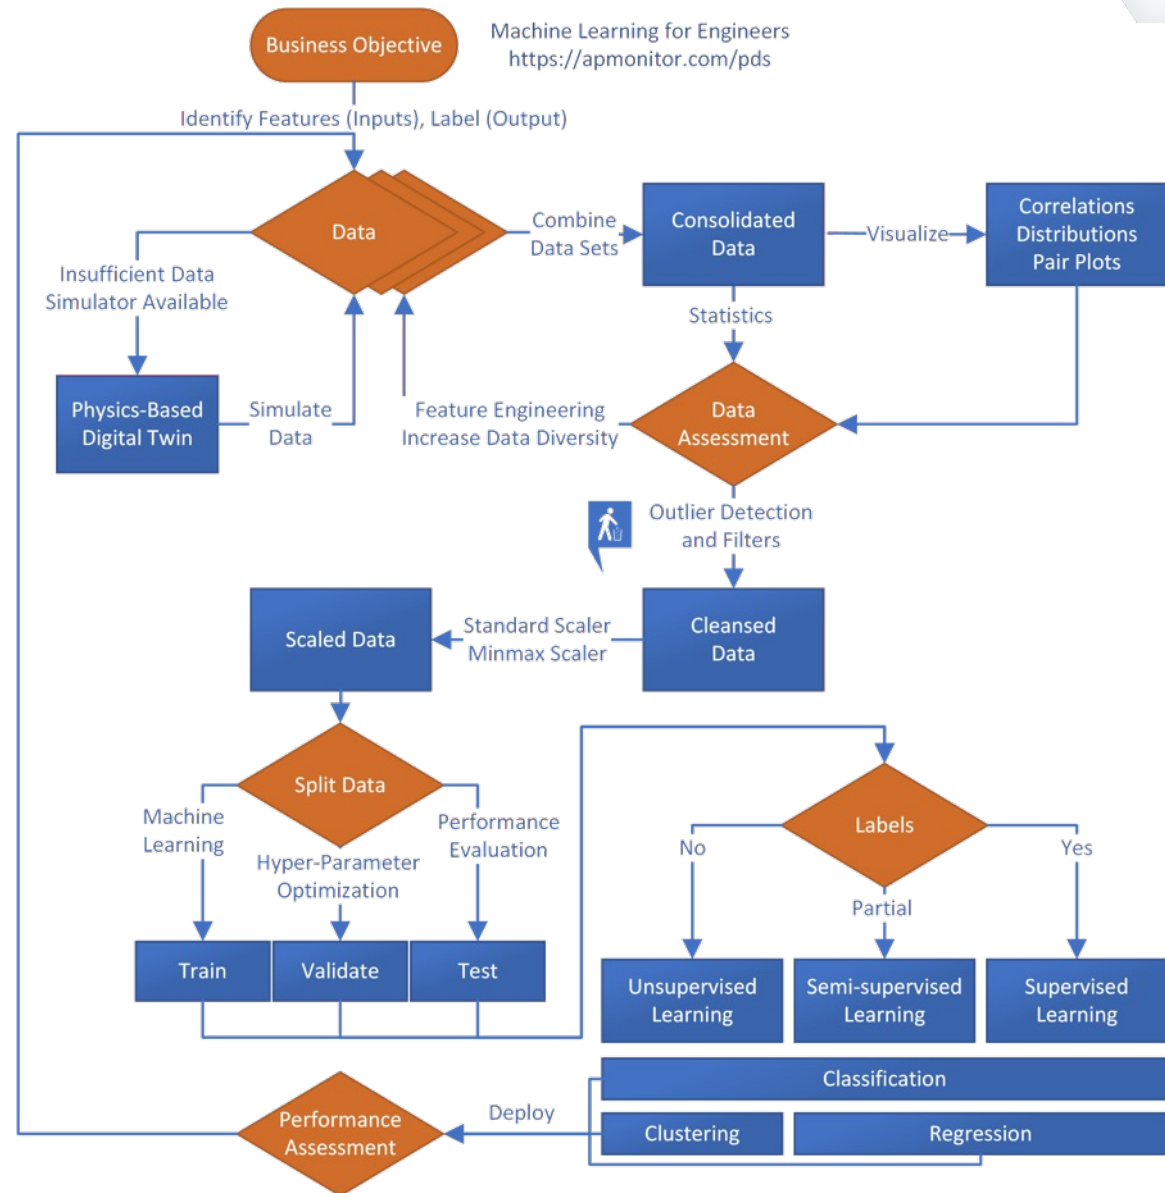 Business Objective
Machine Learning for Engineers
https://apmonitor.com/pds
Identify Features (Inputs), Label (Output)
Data
Combine
Data Sets
Consolidated
Data
Visualize
Correlations
Distributions
Pair Plots
Insufficient Data
Simulator Available
Statistics
Physics-Based
Digital Twin
Simulate
Data
Feature Engineering
Increase Data Diversity
Data
Assessment
Outlier Detection
and Filters
Scaled Data
Standard Scaler
Minmax Scaler
Cleansed
Data
Split Data
Machine
Learning
Hyper-Parameter
Optimization
Performance
Evaluation
Labels
No
Partial
Yes
Train
Validate
Test
Unsupervised
Learning
Semi-supervised
Learning
Supervised
Learning
Classification
Performance
Assessment
Deploy
Clustering
Regression